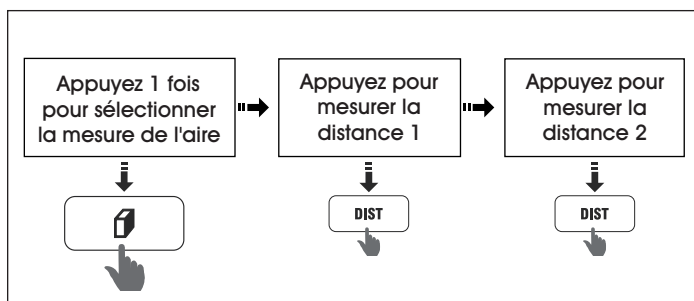 Appuyez 1 fois
pour sélectionner
la mesure de l'aire
Appuyez pour
mesurer la
distance 1
Appuyez pour
mesurer la
distance 2
DIST
DIST